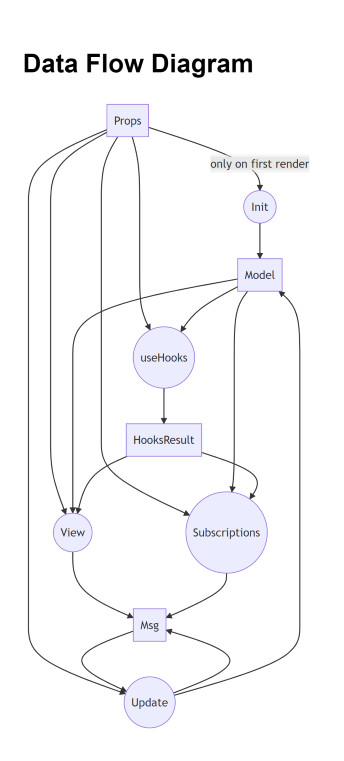 Data Flow Diagram
Props
only on first render
Init
Model
useHooks
HooksResult
View
Subscriptions
Msg
Update